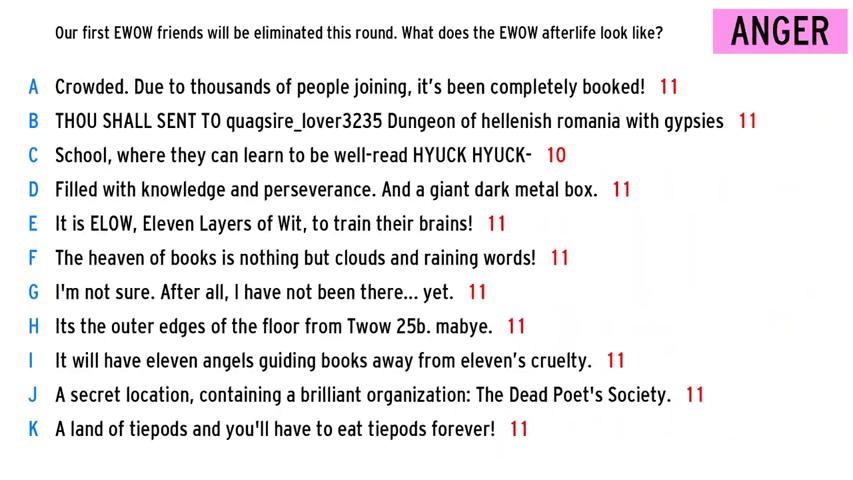 Our first EWOW friends will be eliminated this round. What does the EWOW afterlife look like?
ANGER
A Crowded. Due to thousands of people joining, it's been completely booked! 11
B THOU SHALL SENT TO quagsire_lover3235 Dungeon of hellenish romania with gypsies 11
C School, where they can learn to be well-read HYUCK HYUCK- 10
D Filled with knowledge and perseverance. And a giant dark metal box. 11
E It is ELOW, Eleven Layers of Wit, to train their brains! 11
F The heaven of books is nothing but clouds and raining words! 11
G I'm not sure. After all, I have not been there... yet. 11
H Its the outer edges of the floor from Twow 25b. mabye. 11
I It will have eleven angels guiding books away from eleven's cruelty. 11
J A secret location, containing a brilliant organization: The Dead Poet's Society. 11
K A land of tiepods and you'll have to eat tiepods forever! 11